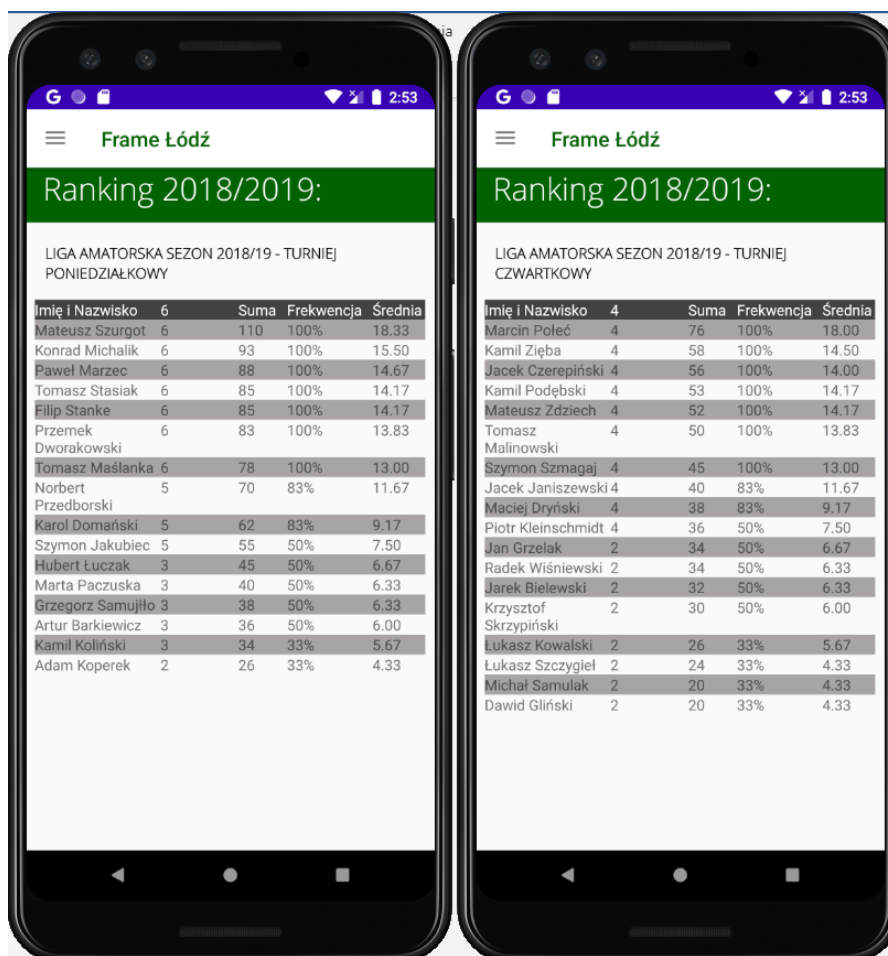 ia
2:53
Frame Łódź
Ranking 2018/2019:
LIGA AMATORSKA SEZON 2018/19 - TURNIEJ
PONIEDZIAŁKOWY
Imię i Nazwisko 6 Suma Frekwencja Średnia
Mateusz Szurgot 6 110 100% 18.33
Konrad Michalik 6 93 100% 15.50
Paweł Marzec 6 88 100% 14.67
Tomasz Stasiak 6 85 100% 14.17
Filip Stanke 6 85 100% 14.17
Przemek 6 83 100% 13.83
Dworakowski
Tomasz Maślanka 6 78 100% 13.00
Norbert 5 70 83% 11.67
Przedborski
Karol Domański 5 62 83% 9.17
Szymon Jakubiec 5 55 50% 7.50
Hubert Łuczak 3 45 50% 6.67
Marta Paczuska 3 40 50% 6.33
Grzegorz Samujłło 3 38 50% 6.33
Artur Barkiewicz 3 36 50% 6.00
Kamil Koliński 3 34 33% 5.67
Adam Koperek 2 26 33% 4.33
2:53
Frame Łódź
Ranking 2018/2019:
LIGA AMATORSKA SEZON 2018/19 - TURNIEJ
CZWARTKOWY
Imię i Nazwisko 4 Suma Frekwencja Średnia
Marcin Połeć 4 76 100% 18.00
Kamil Zięba 4 58 100% 14.50
Jacek Czerepiński 4 56 100% 14.00
Kamil Podębski 4 53 100% 14.17
Mateusz Zdziech 4 52 100% 14.17
Tomasz 4 50 100% 13.83
Malinowski
Szymon Szmagaj 4 45 100% 13.00
Jacek Janiszewski 4 40 83% 11.67
Maciej Dryński 4 38 83% 9.17
Piotr Kleinschmidt 4 36 50% 7.50
Jan Grzelak 2 34 50% 6.67
Radek Wiśniewski 2 34 50% 6.33
Jarek Bielewski 2 32 50% 6.33
Krzysztof 2 30 50% 6.00
Skrzypiński
Łukasz Kowalski 2 26 33% 5.67
Łukasz Szczygieł 2 24 33% 4.33
Michał Samulak 2 20 33% 4.33
Dawid Gliński 2 20 33% 4.33